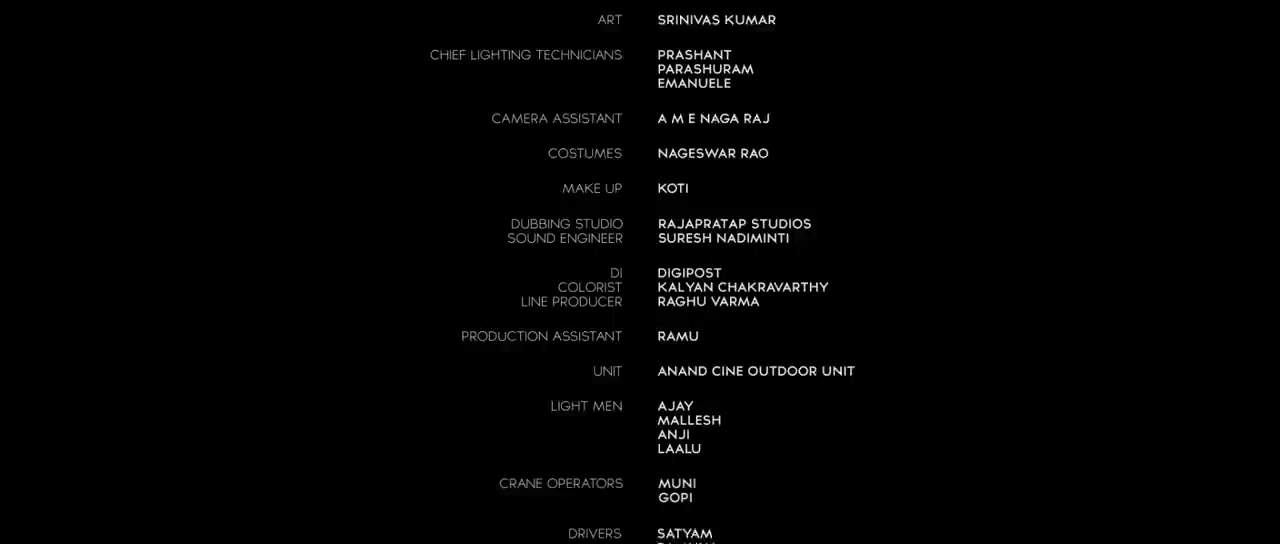 ART SRINIVAS KUMAR
CHIEF LIGHTING TECHNICIANS PRASHANT
PARASHURAM
EMANUELE
CAMERA ASSISTANT A M E NAGA RAJ
COSTUMES NAGESWAR RAO
MAKE UP KOTI
DUBBING STUDIO RAJAPRATAP STUDIOS
SOUND ENGINEER SURESH NADIMINTI
DI DIGIPOST
COLORIST KALYAN CHAKRAVARTHY
LINE PRODUCER RAGHU VARMA
PRODUCTION ASSISTANT RAMU
UNIT ANAND CINE OUTDOOR UNIT
LIGHT MEN AJAY
MALLESH
ANJI
LAALU
CRANE OPERATORS MUNI
GOPI
DRIVERS SATYAM